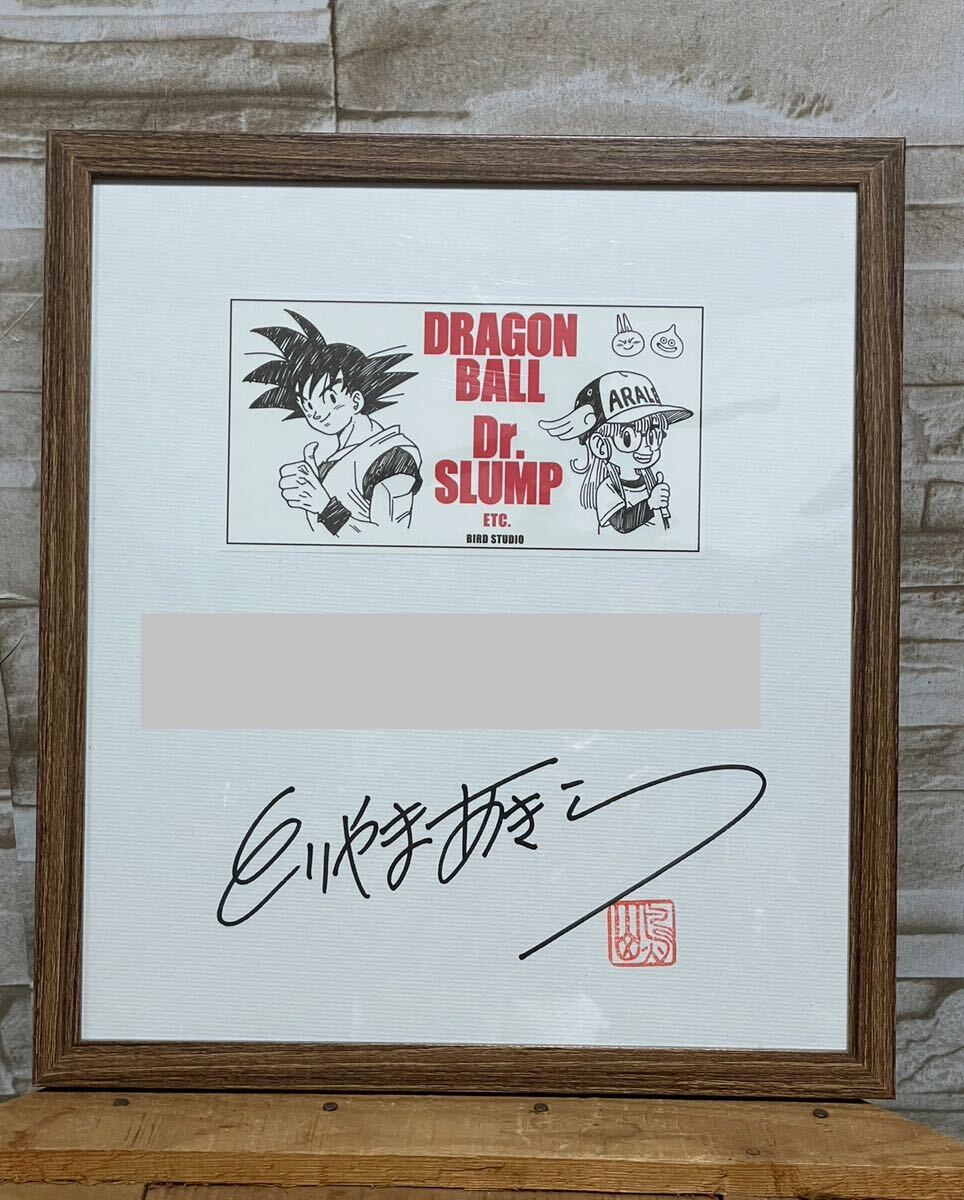 DRAGON
BALL
Dr.
SLUMP
ETC.
BIRD STUDIO
ARALE
とりやまあきら